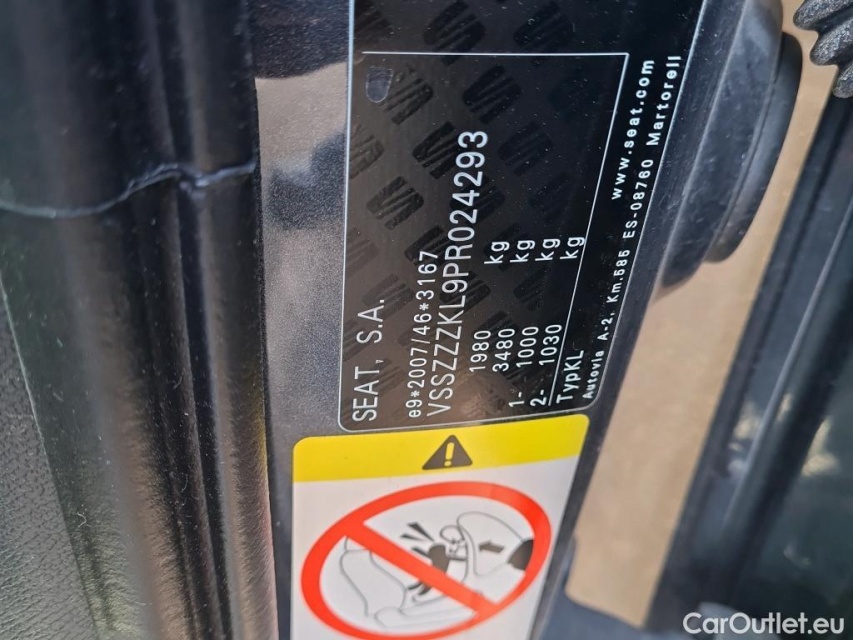 SEAT, S.A.
e9*2007/46*3167
VSSZZZKL9PR024293
1980 kg
3480 kg
1- 1000 kg
2- 1030 kg
TypKL
www.seat.com
Autovia A-2, Km.585 ES-08760 Martorell
CarOutlet.eu